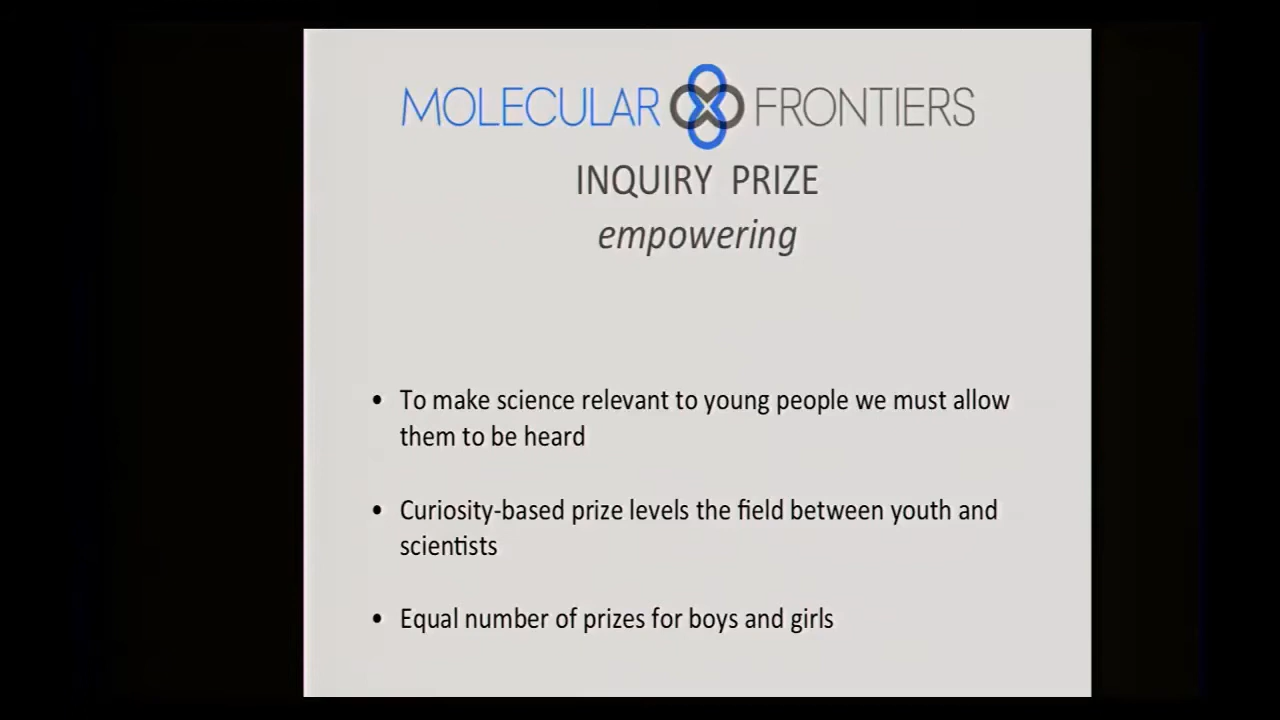 MOLECULAR FRONTIERS
INQUIRY PRIZE
empowering
• To make science relevant to young people we must allow
them to be heard
• Curiosity-based prize levels the field between youth and
scientists
• Equal number of prizes for boys and girls